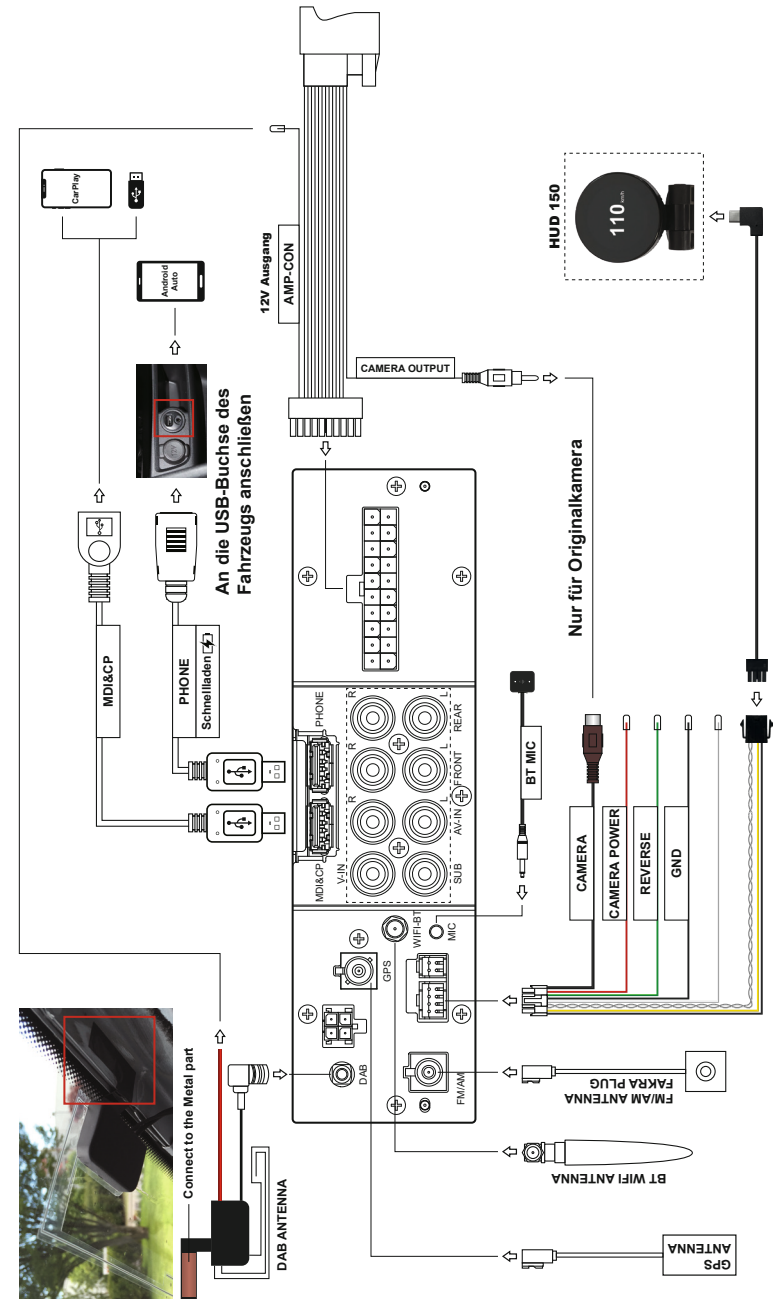 CarPlay
Android
Auto
An die USB-Buchse des
Fahrzeugs anschließen
MDI&CP
PHONE
Schnellladen
12V Ausgang
AMP-CON
CAMERA OUTPUT
Nur für Originalkamera
HUD 150
110 km/h
Connect to the Metal part
DAB ANTENNA
MDI&CP
PHONE
V-IN
R
R
R
SUB
AV-IN
L
FRONT
L
REAR
L
DAB
GPS
WIFI-BT
MIC
FM/AM
BT MIC
CAMERA
CAMERA POWER
REVERSE
GND
FM/AM ANTENNA
FAKRA PLUG
BT WIFI ANTENNA
GPS
ANTENNA